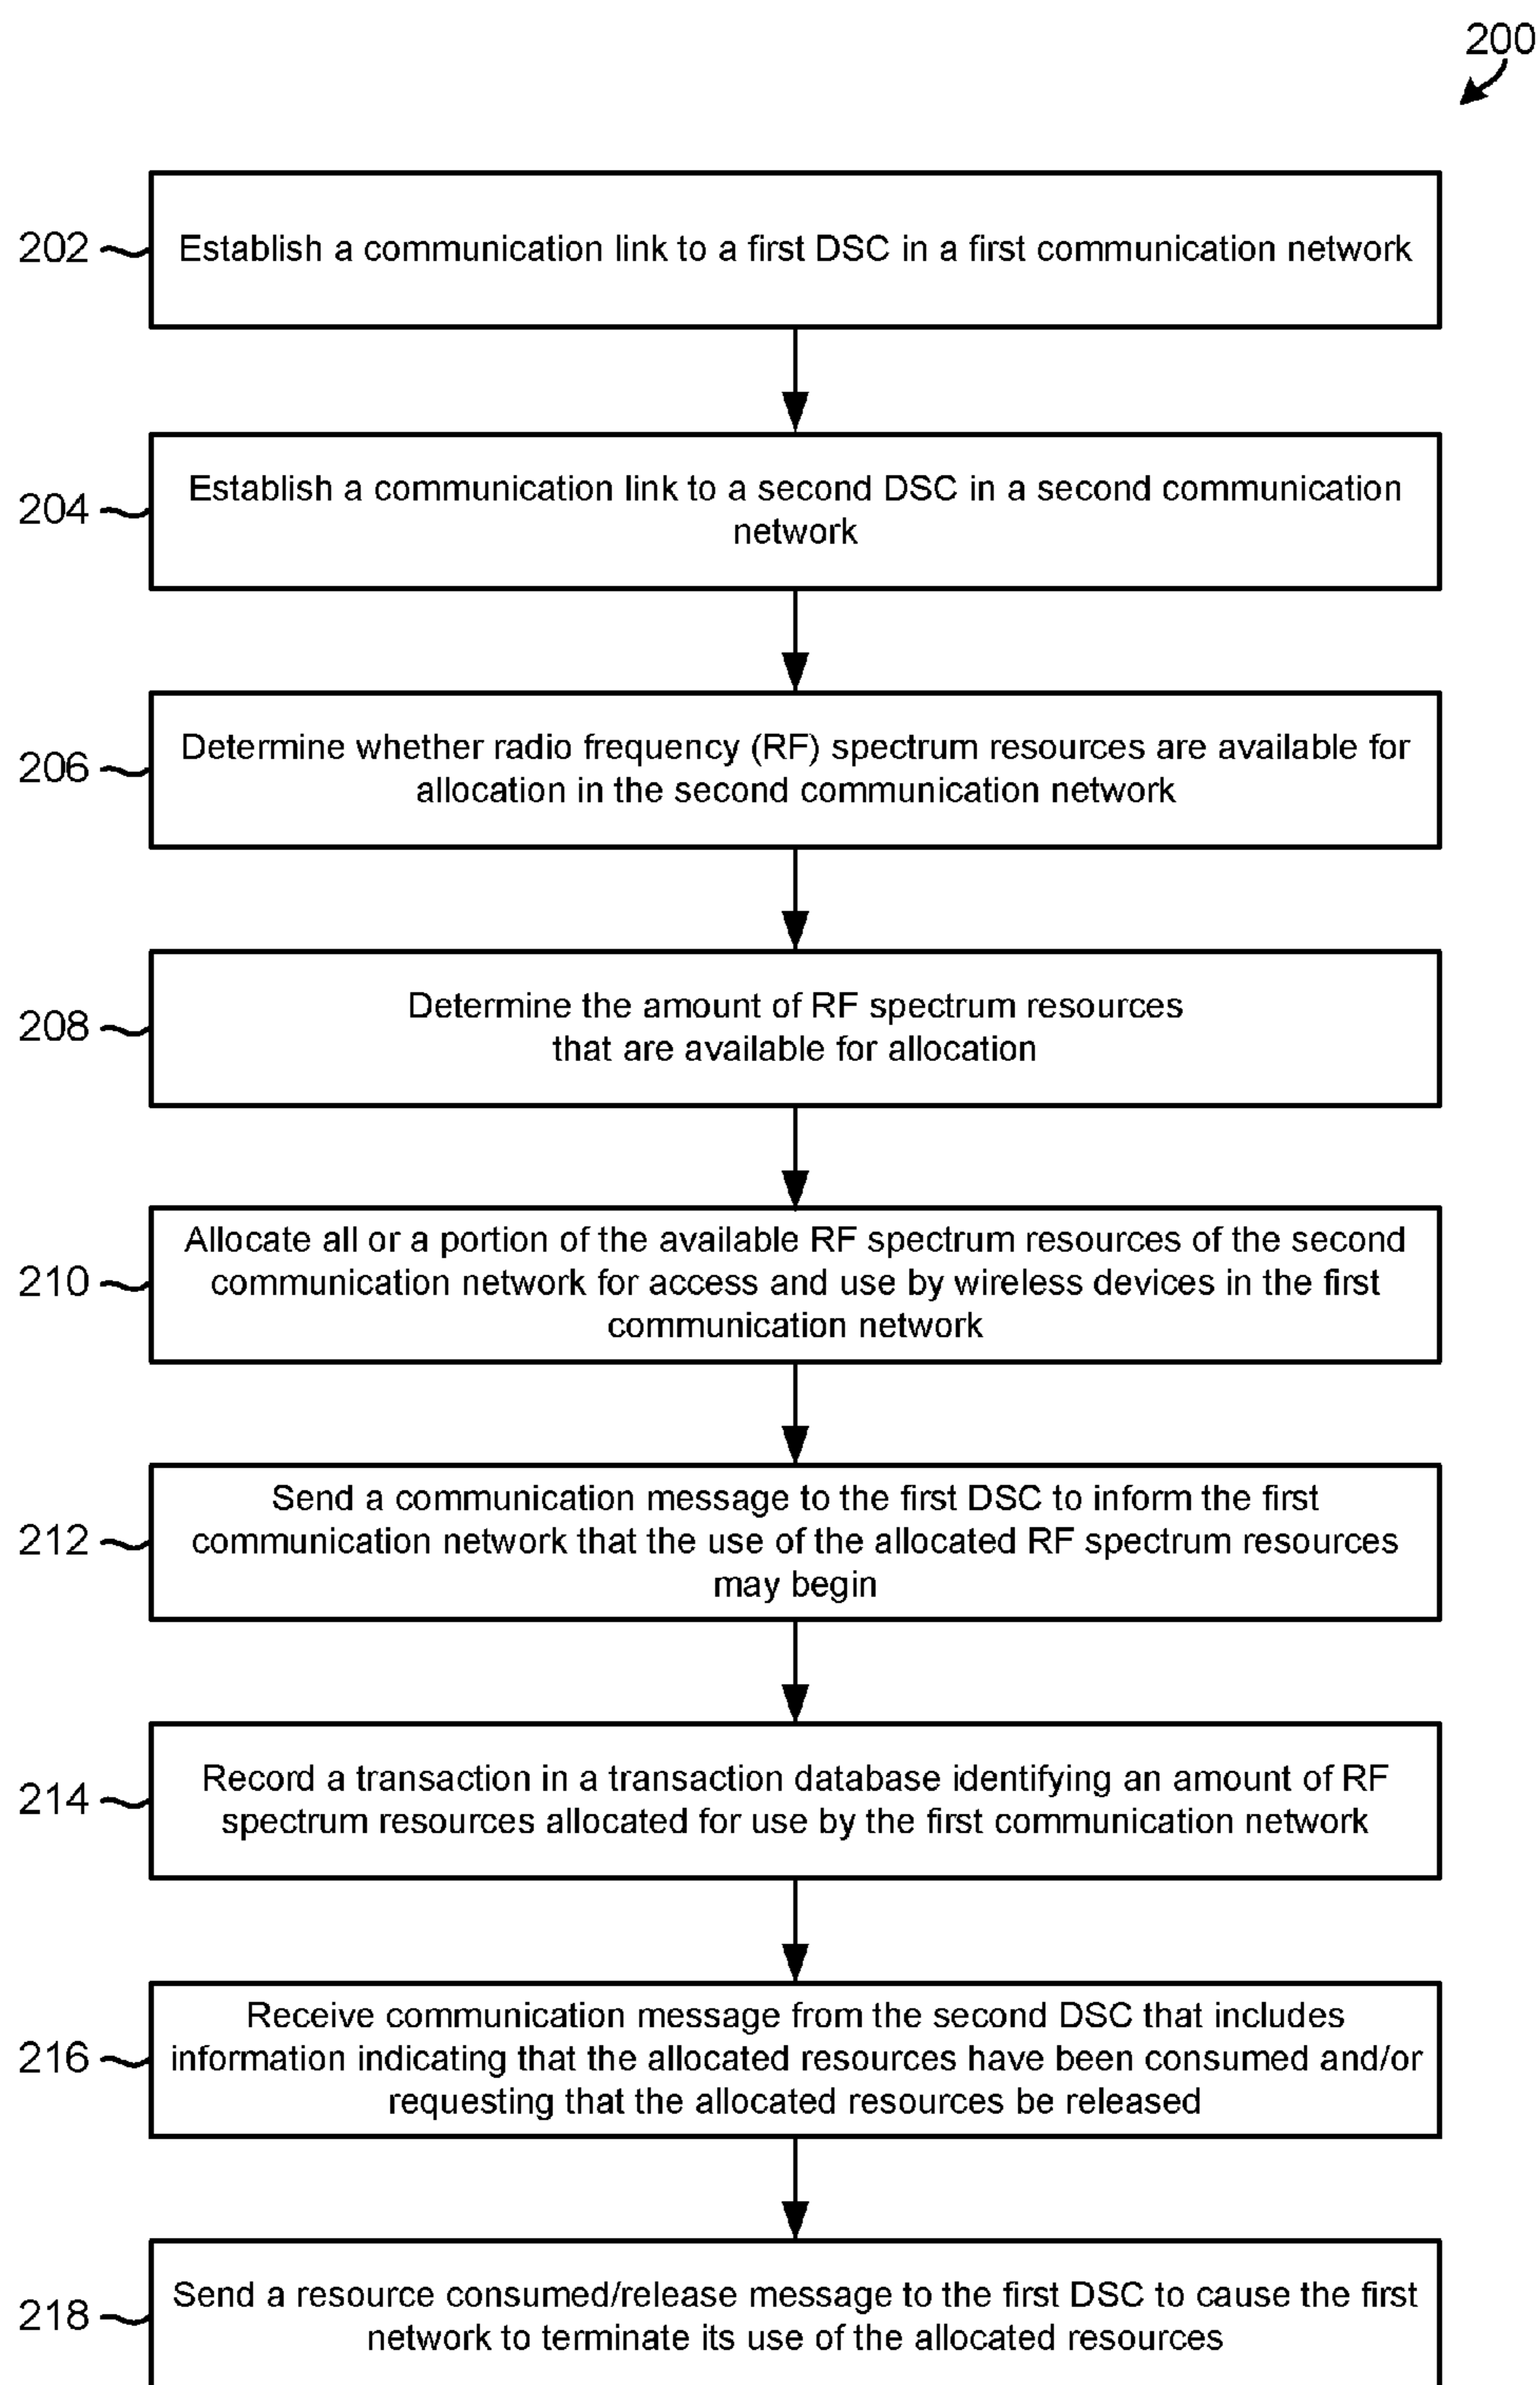 200
202
Establish a communication link to a first DSC in a first communication network
204
Establish a communication link to a second DSC in a second communication
network
206
Determine whether radio frequency (RF) spectrum resources are available for
allocation in the second communication network
208
Determine the amount of RF spectrum resources
that are available for allocation
210
Allocate all or a portion of the available RF spectrum resources of the second
communication network for access and use by wireless devices in the first
communication network
212
Send a communication message to the first DSC to inform the first
communication network that the use of the allocated RF spectrum resources
may begin
214
Record a transaction in a transaction database identifying an amount of RF
spectrum resources allocated for use by the first communication network
216
Receive communication message from the second DSC that includes
information indicating that the allocated resources have been consumed and/or
requesting that the allocated resources be released
218
Send a resource consumed/release message to the first DSC to cause the first
network to terminate its use of the allocated resources